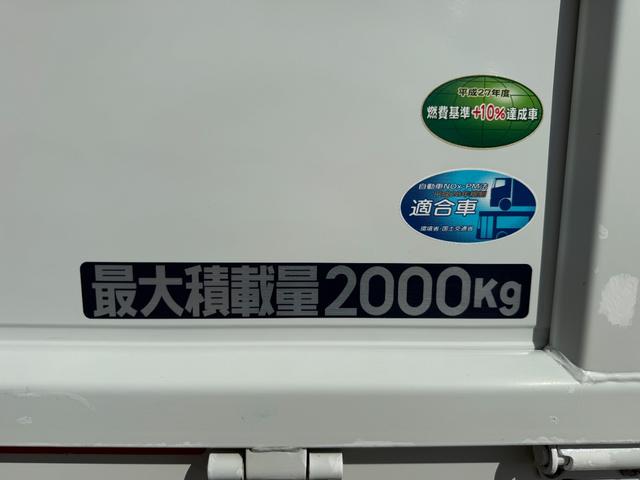 平成27年度
燃費基準+10%達成車
自動車NOx・PM法
適合車
環境省・国土交通省
最大積載量2000Kg